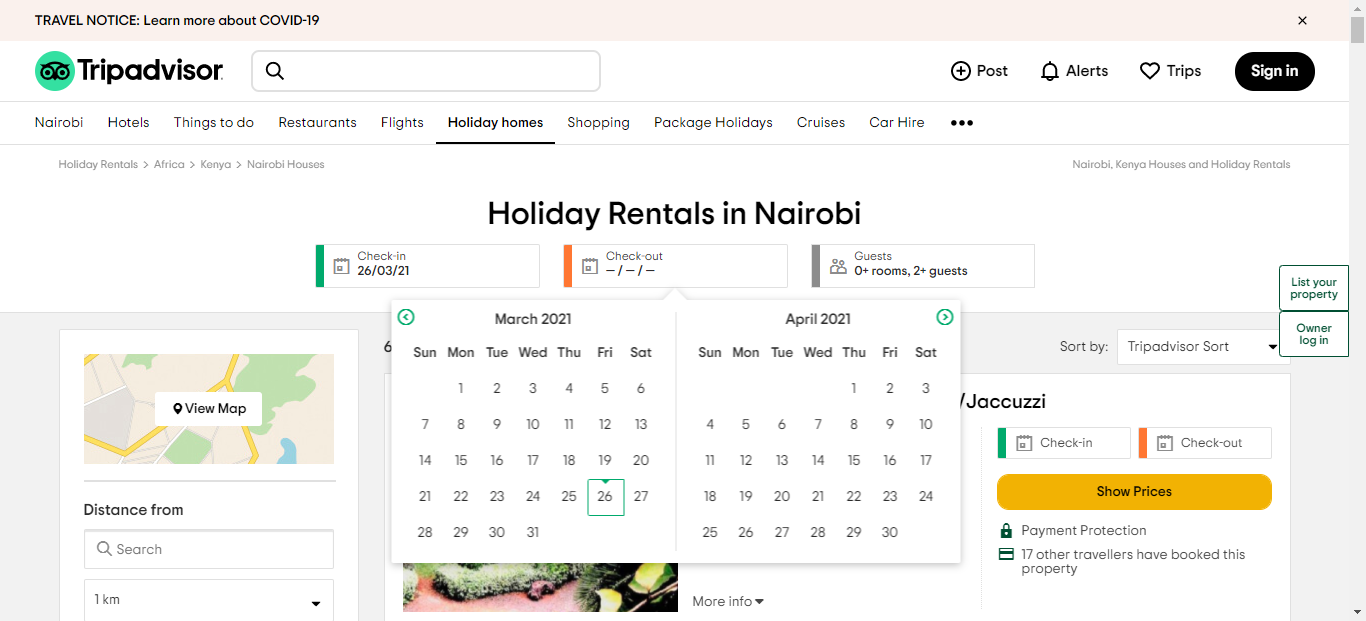 TRAVEL NOTICE: Learn more about COVID-19
Tripadvisor
Post
Alerts
Trips
Sign in
Nairobi
Hotels
Things to do
Restaurants
Flights
Holiday homes
Shopping
Package Holidays
Cruises
Car Hire
Holiday Rentals > Africa > Kenya > Nairobi Houses
Nairobi, Kenya Houses and Holiday Rentals
Holiday Rentals in Nairobi
Check-in
26/03/21
Check-out
– / – / –
Guests
0+ rooms, 2+ guests
List your
property
Owner
log in
View Map
Distance from
Search
1 km
6
March 2021
Sun Mon Tue Wed Thu Fri Sat
1 2 3 4 5 6
7 8 9 10 11 12 13
14 15 16 17 18 19 20
21 22 23 24 25 26 27
28 29 30 31
April 2021
Sun Mon Tue Wed Thu Fri Sat
1 2 3
4 5 6 7 8 9 10
11 12 13 14 15 16 17
18 19 20 21 22 23 24
25 26 27 28 29 30
Sort by:
Tripadvisor Sort
/Jaccuzzi
Check-in
Check-out
Show Prices
Payment Protection
17 other travellers have booked this
property
More info